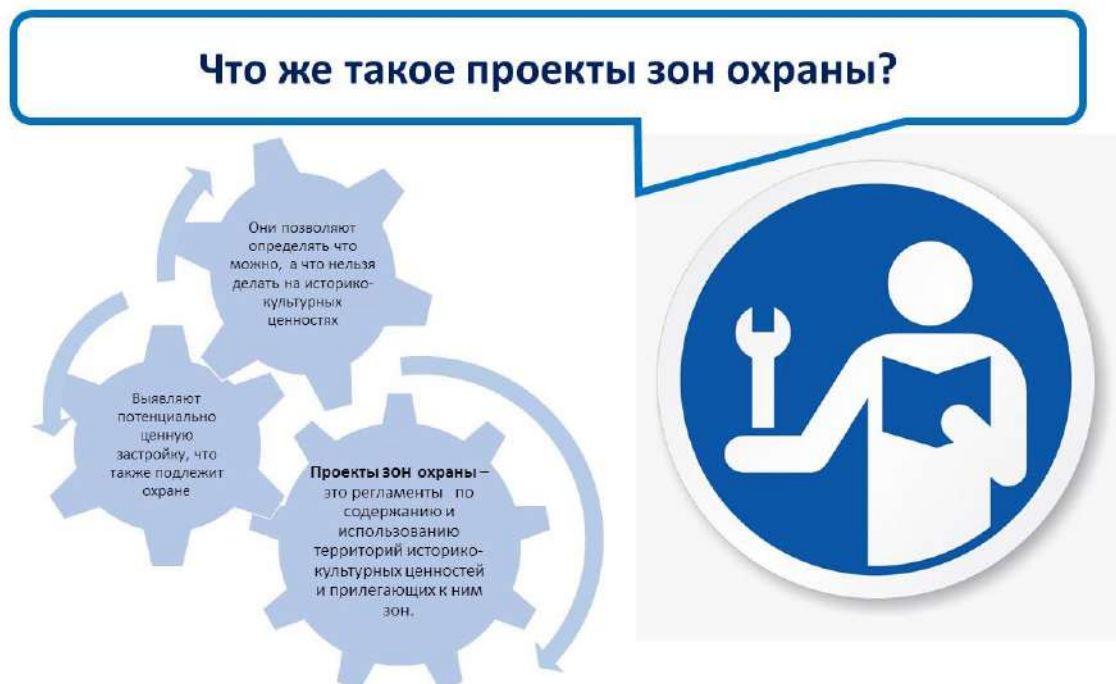 Что же такое проекты зон охраны?
Они позволяют
определять что
можно, а что нельзя
делать на историко-
культурных
ценностях
Выявляют
потенциально
ценную
застройку, что
также подлежит
охране
Проекты зон охраны –
это регламенты по
содержанию и
использованию
территорий историко-
культурных ценностей
и прилегающих к ним
зон.